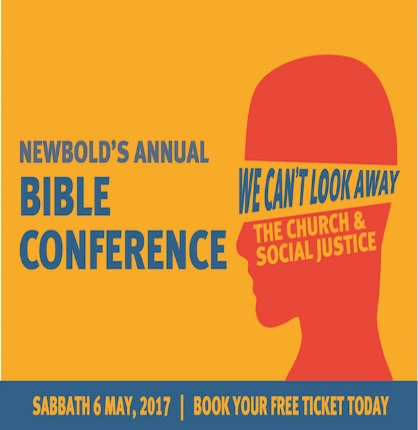 NEWBOLD'S ANNUAL
BIBLE
CONFERENCE
WE CAN'T LOOK AWAY
THE CHURCH &
SOCIAL JUSTICE
SABBATH 6 MAY, 2017 | BOOK YOUR FREE TICKET TODAY